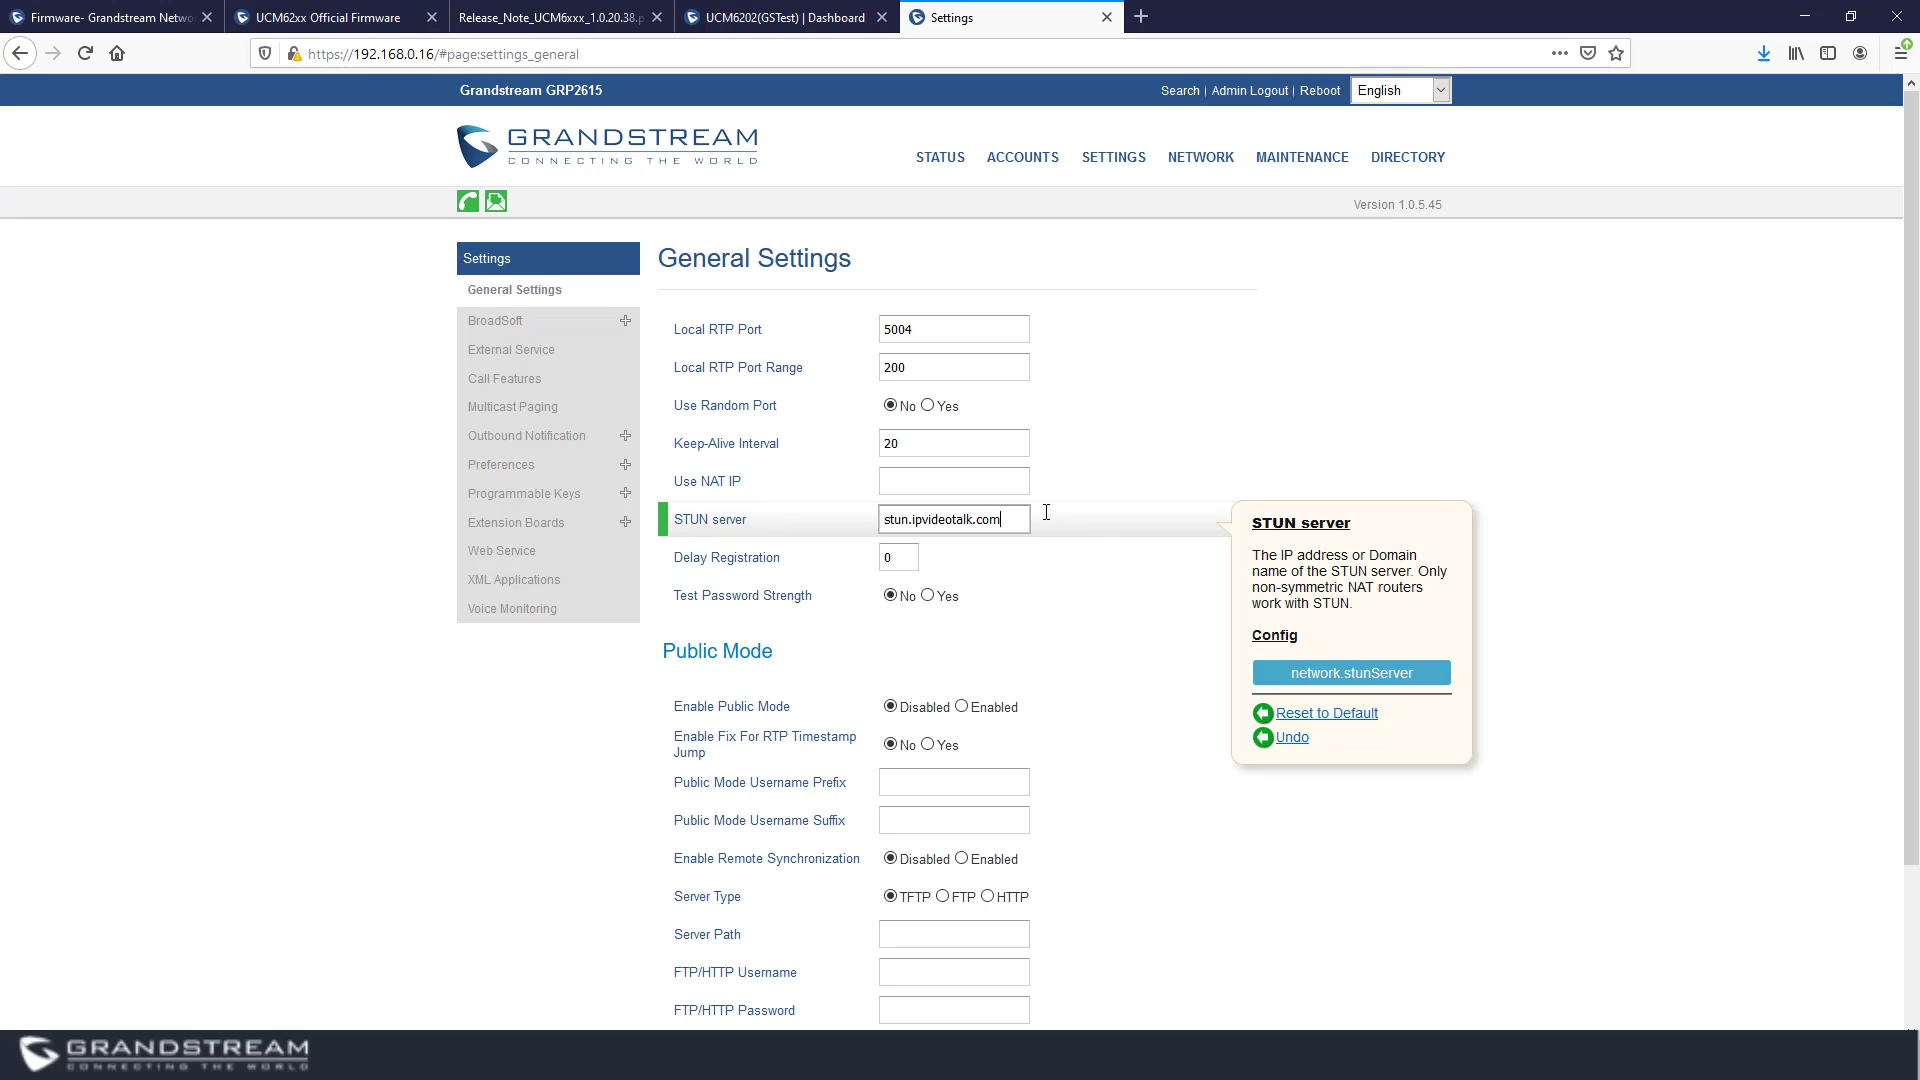 Firmware- Grandstream Netwo
UCM62xx Official Firmware
Release_Note_UCM6xxx_1.0.20.38.p
UCM6202(GSTest) | Dashboard
Settings
https://192.168.0.16/#page:settings_general
Grandstream GRP2615
Search | Admin Logout | Reboot
English
GRANDSTREAM
CONNECTING THE WORLD
STATUS
ACCOUNTS
SETTINGS
NETWORK
MAINTENANCE
DIRECTORY
Version 1.0.5.45
Settings
General Settings
BroadSoft
External Service
Call Features
Multicast Paging
Outbound Notification
Preferences
Programmable Keys
Extension Boards
Web Service
XML Applications
Voice Monitoring
General Settings
Local RTP Port 5004
Local RTP Port Range 200
Use Random Port No Yes
Keep-Alive Interval 20
Use NAT IP
STUN server stun.ipvideotalk.com
Delay Registration 0
Test Password Strength No Yes
Public Mode
Enable Public Mode Disabled Enabled
Enable Fix For RTP Timestamp
Jump No Yes
Public Mode Username Prefix
Public Mode Username Suffix
Enable Remote Synchronization Disabled Enabled
Server Type TFTP FTP HTTP
Server Path
FTP/HTTP Username
FTP/HTTP Password
STUN server
The IP address or Domain
name of the STUN server. Only
non-symmetric NAT routers
work with STUN.
Config
network.stunServer
Reset to Default
Undo
GRANDSTREAM
CONNECTING THE WORLD